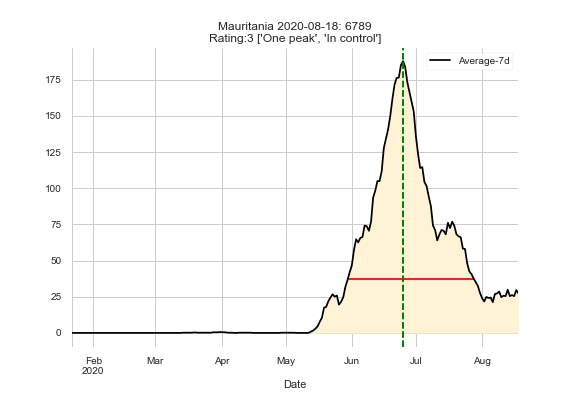 Mauritania 2020-08-18: 6789
Rating:3 ['One peak', 'In control']
Average-7d
175
150
125
100
75
50
25
0
Feb Mar Apr May Jun Jul Aug
2020
Date